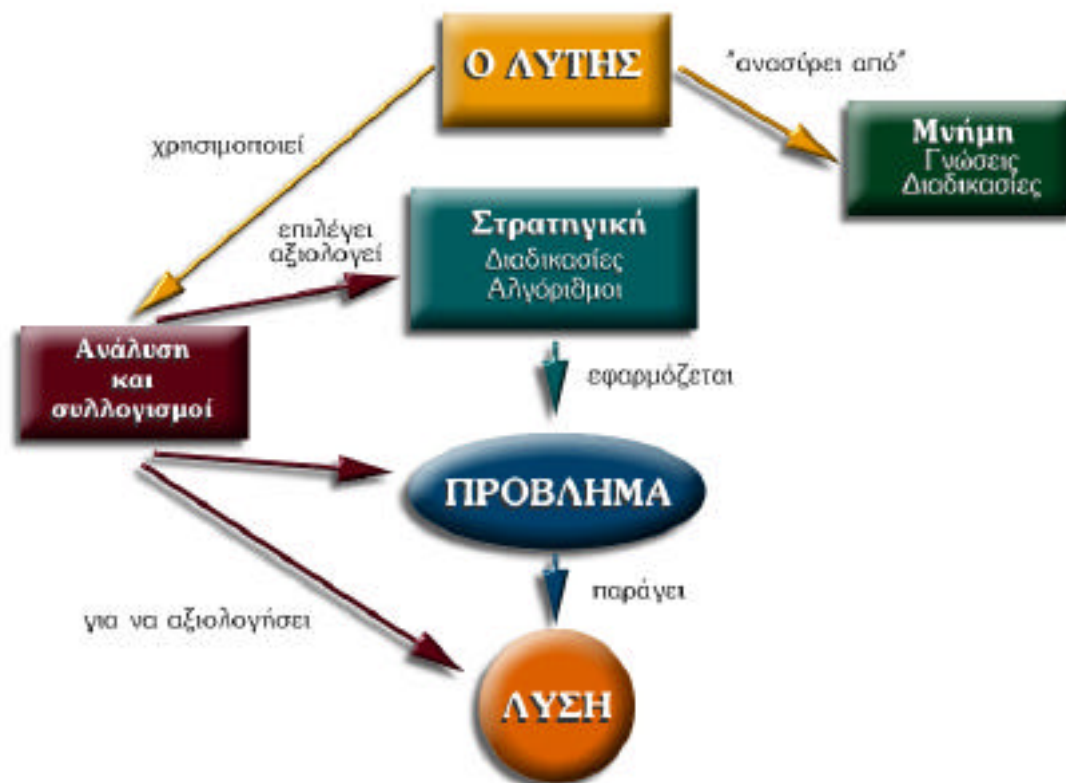 Ο ΛΥΤΗΣ
"ανασύρει από"
Μνήμη
Γνώσεις
Διαδικασίες
χρησιμοποιεί
επιλέγει
αξιολογεί
Στρατηγική
Διαδικασίες
Αλγόριθμοι
Ανάλυση
και
συλλογισμοί
εφαρμόζεται
ΠΡΟΒΛΗΜΑ
παράγει
για να αξιολογήσει
ΛΥΣΗ